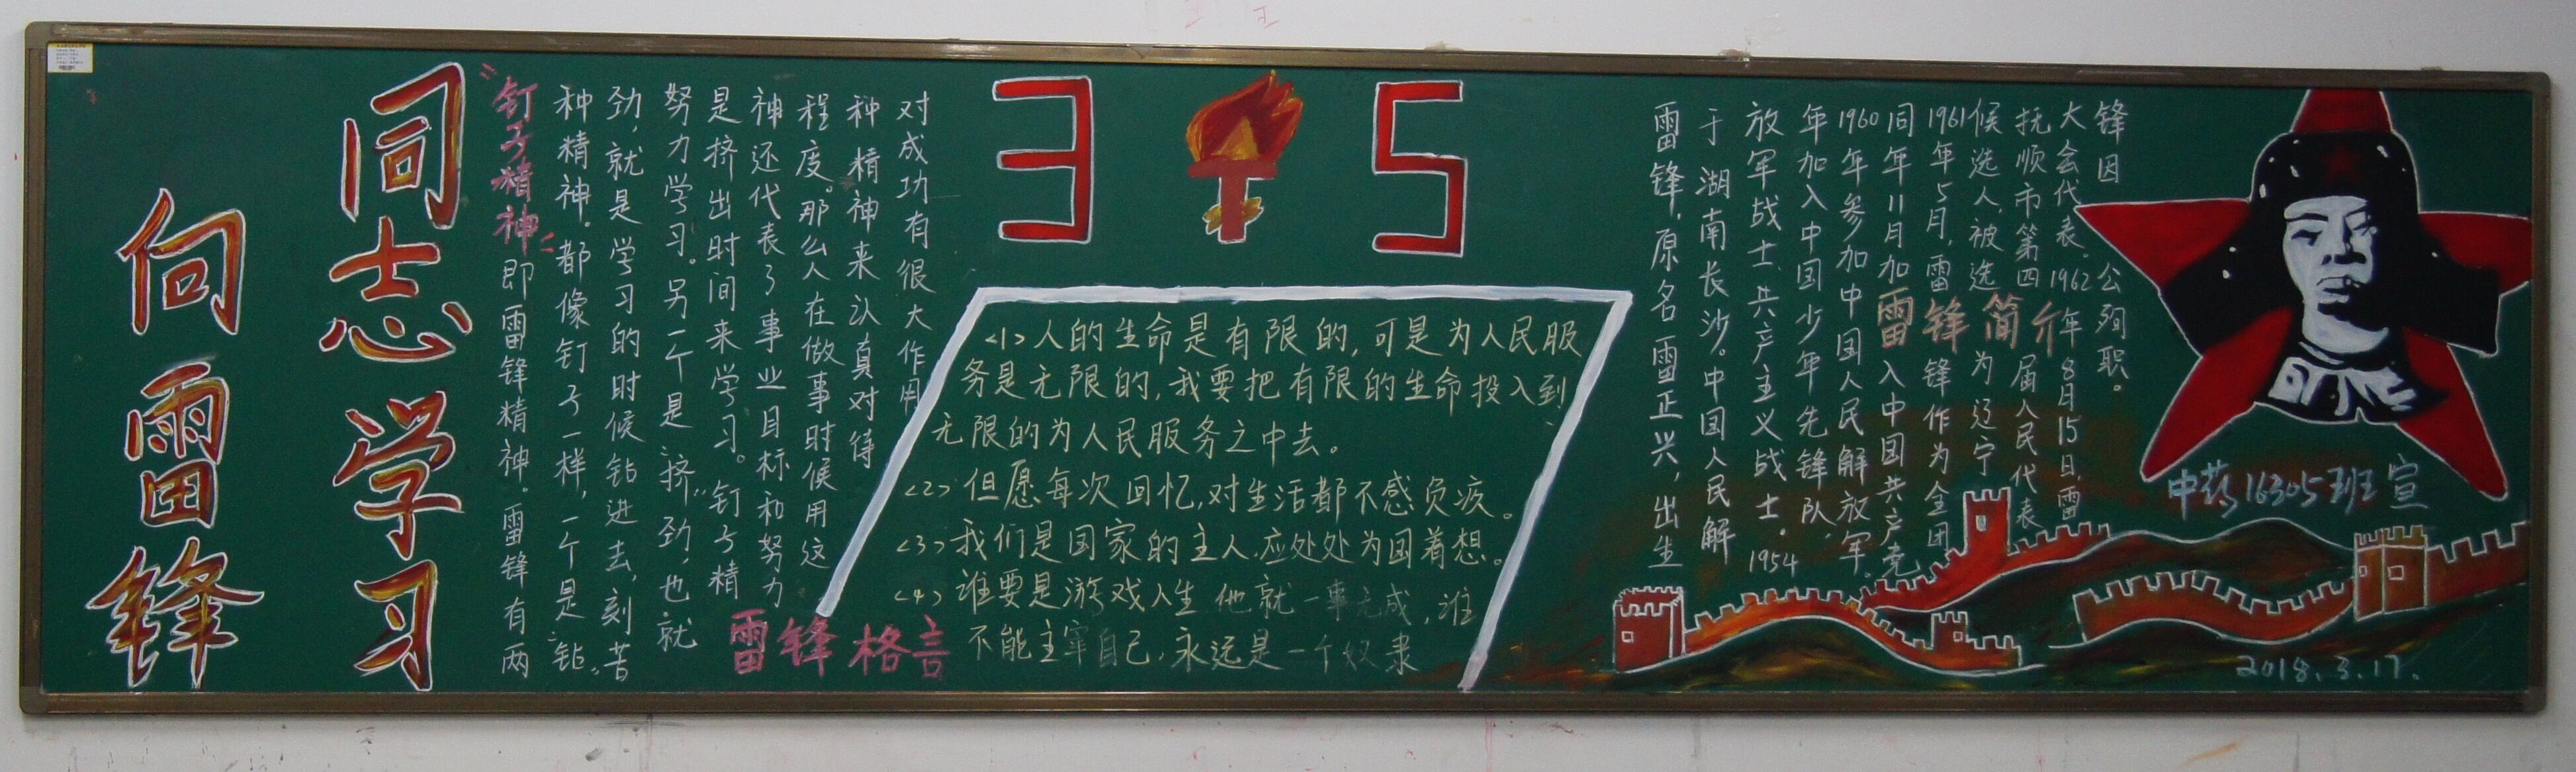 向雷锋
同志学习
"钉子精神"即雷锋精神。雷锋有两
种精神。都像钉子一样，一个是"钻"
劲，就是学习的时候钻进去，刻苦
努力学习。另一个是"挤"劲，也就
是挤出时间来学习。钉子精
神还代表了事业目标和努力
程度。那么人在做事时候用这
种精神来认真对待
对成功有很大作用
3 5
雷锋格言
<1>人的生命是有限的,可是为人民服
务是无限的,我要把有限的生命投入到
无限的为人民服务之中去。
<2>但愿每次回忆,对生活都不感负疚。
<3>我们是国家的主人,应处处为国着想。
<4>谁要是游戏人生 他就一事无成,谁
不能主宰自己,永远是一个奴隶
雷锋简介
雷锋,原名雷正兴,出生
于湖南长沙。中国人民解
放军战士、共产主义战士。1954
年加入中国少年先锋队,
1960年参加中国人民解放军。
同年11月加入中国共产党
1961年5月,雷锋作为全团
候选人,被选为辽宁
抚顺市第四届人民代表
大会代表。1962年8月15日,雷
锋因公殉职。
中药16305班宣
2018.3.17.